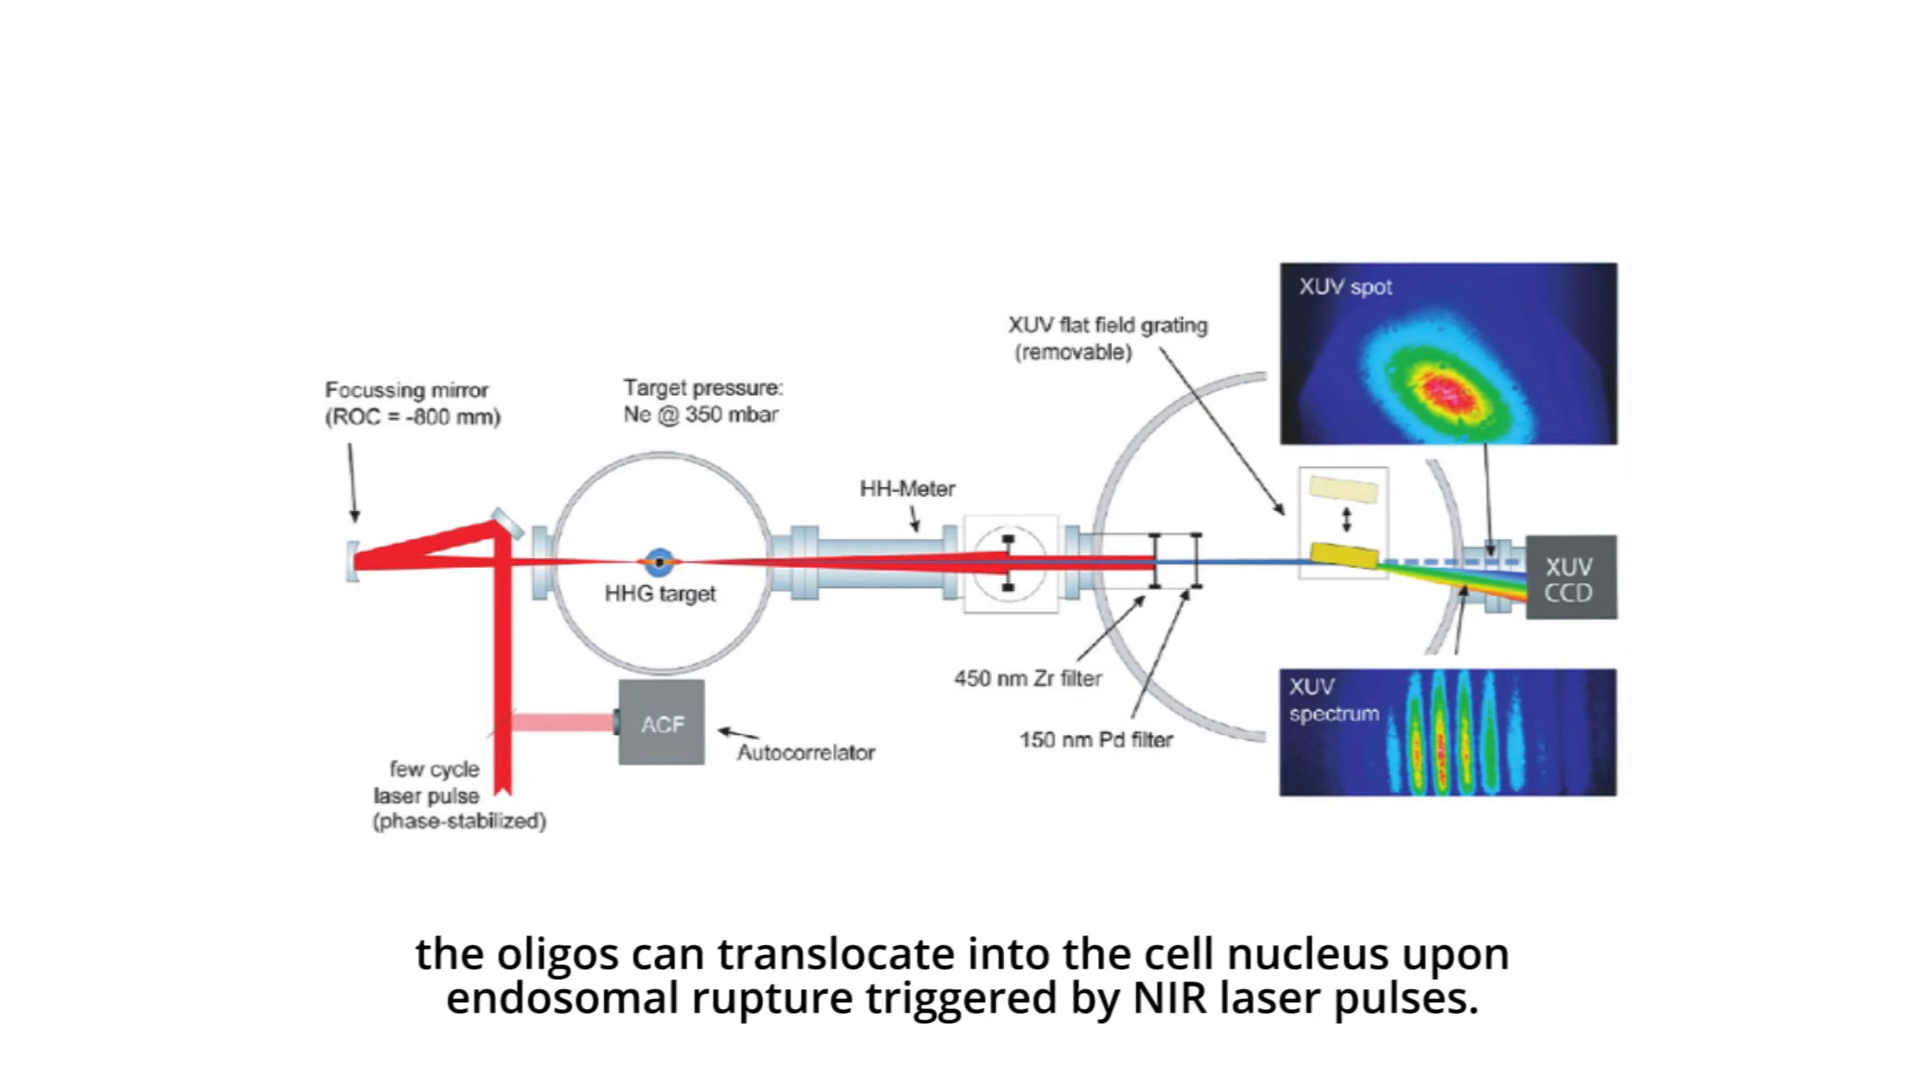 XUV spot
XUV flat field grating
(removable)
Focussing mirror
(ROC = -800 mm)
Target pressure:
Ne @ 350 mbar
HH-Meter
HHG target
XUV
CCD
450 nm Zr filter
150 nm Pd filter
XUV
spectrum
ACF
Autocorrelator
few cycle
laser pulse
(phase-stabilized)
the oligos can translocate into the cell nucleus upon
endosomal rupture triggered by NIR laser pulses.